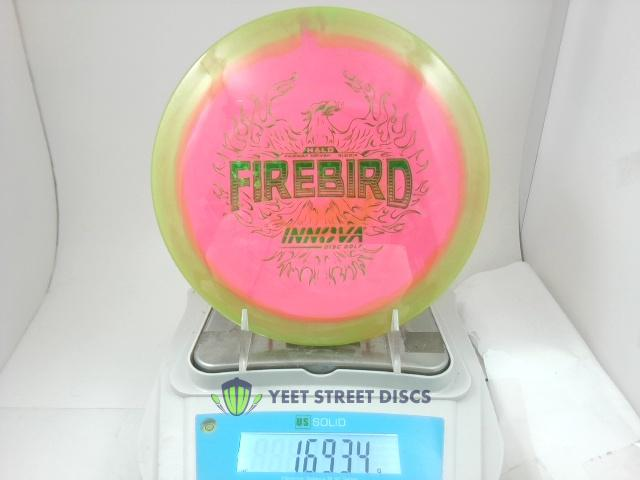 HALO
FIREBIRD
INNOVA
DISC GOLF
YEET STREET DISCS
US SOLID
169.34 g